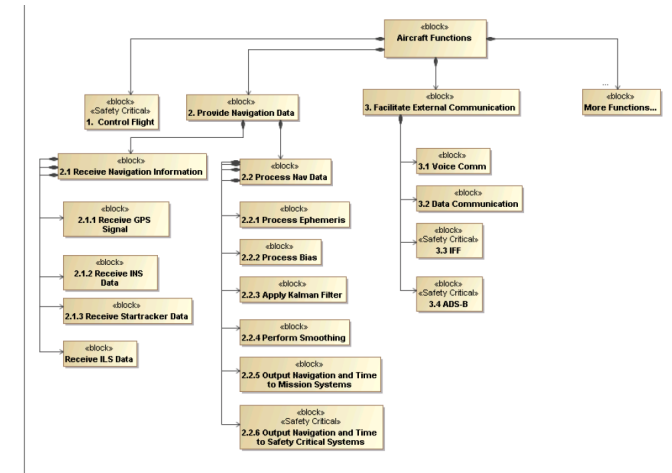 «block»
Aircraft Functions
...
«block»
«Safety Critical»
1. Control Flight
«block»
2. Provide Navigation Data
«block»
3. Facilitate External Communication
«block»
More Functions...
«block»
2.1 Receive Navigation Information
«block»
2.1.1 Receive GPS
Signal
«block»
2.1.2 Receive INS
Data
«block»
2.1.3 Receive Startracker Data
«block»
Receive ILS Data
«block»
2.2 Process Nav Data
«block»
2.2.1 Process Ephemeris
«block»
2.2.2 Process Bias
«block»
2.2.3 Apply Kalman Filter
«block»
2.2.4 Perform Smoothing
«block»
2.2.5 Output Navigation and Time
to Mission Systems
«block»
«Safety Critical»
2.2.6 Output Navigation and Time
to Safety Critical Systems
«block»
3.1 Voice Comm
«block»
3.2 Data Communication
«block»
«Safety Critical»
3.3 IFF
«block»
«Safety Critical»
3.4 ADS-B